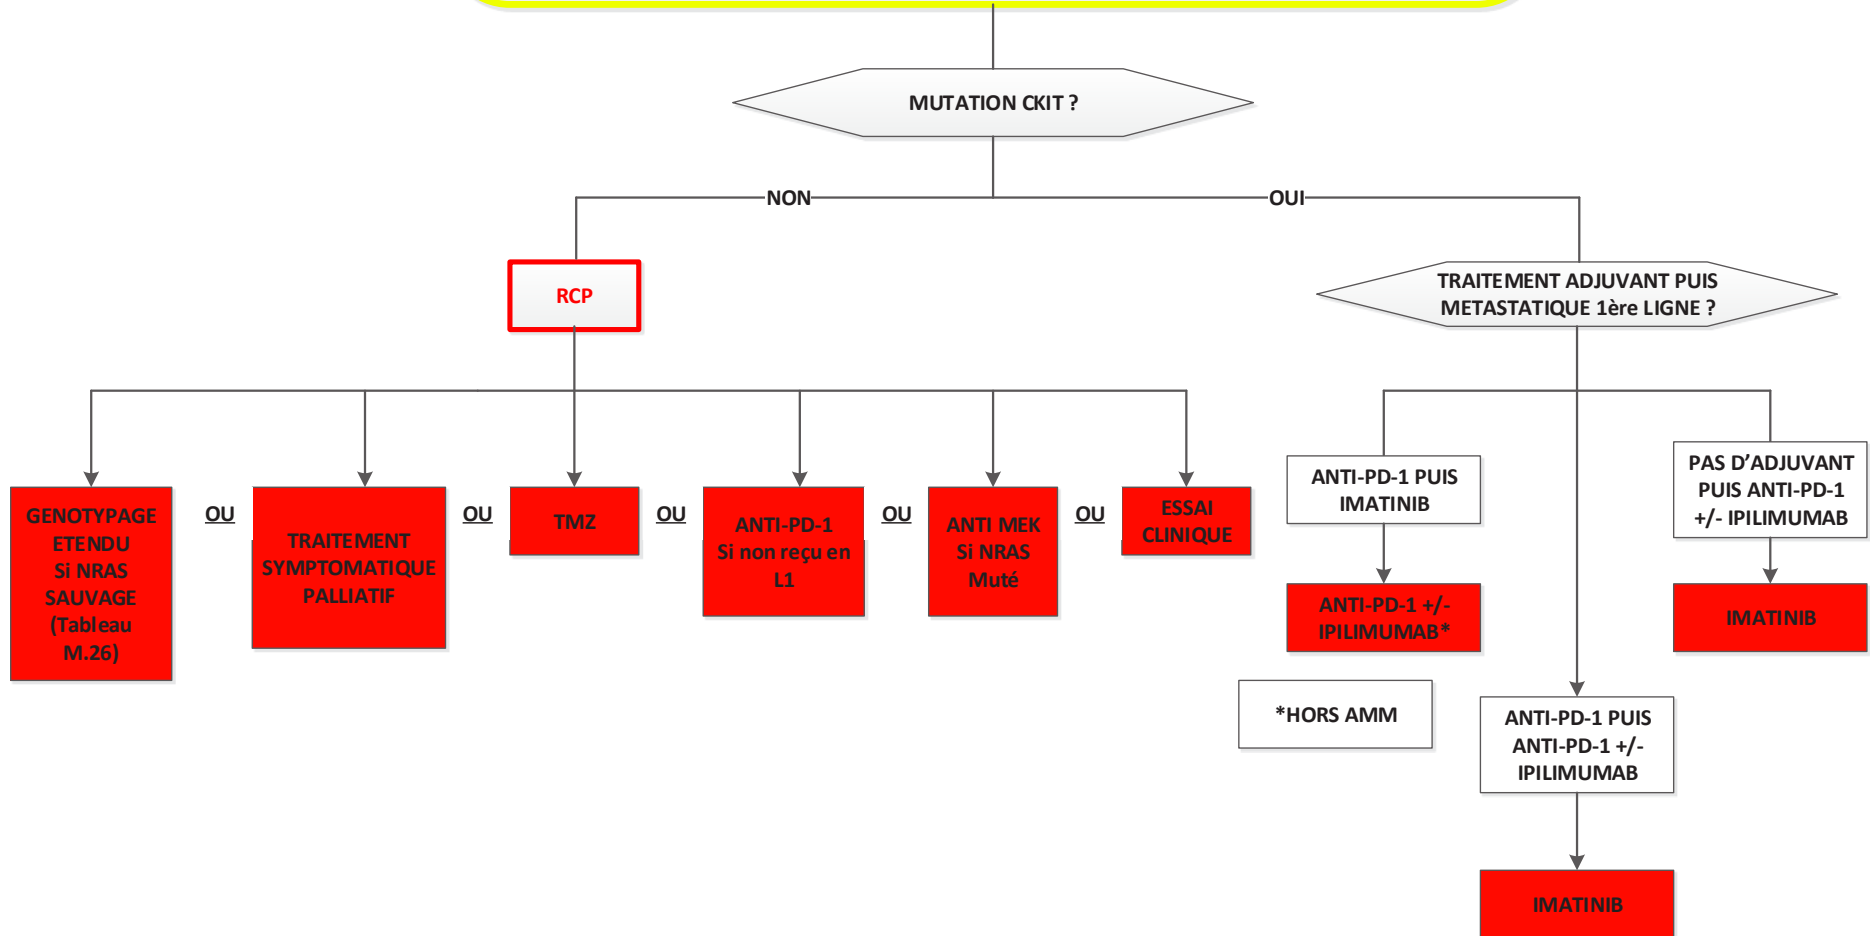 MUTATION CKIT ?
NON
OUI
RCP
TRAITEMENT ADJUVANT PUIS
METASTATIQUE 1ère LIGNE ?
GENOTYPAGE
ETENDU
Si NRAS
SAUVAGE
(Tableau
M.26)
OU
TRAITEMENT
SYMPTOMATIQUE
PALLIATIF
OU
TMZ
OU
ANTI-PD-1
Si non reçu en
L1
OU
ANTI MEK
Si NRAS
Muté
OU
ESSAI
CLINIQUE
ANTI-PD-1 PUIS
IMATINIB
ANTI-PD-1 +/-
IPILIMUMAB*
PAS D’ADJUVANT
PUIS ANTI-PD-1
+/- IPILIMUMAB
IMATINIB
*HORS AMM
ANTI-PD-1 PUIS
ANTI-PD-1 +/-
IPILIMUMAB
IMATINIB